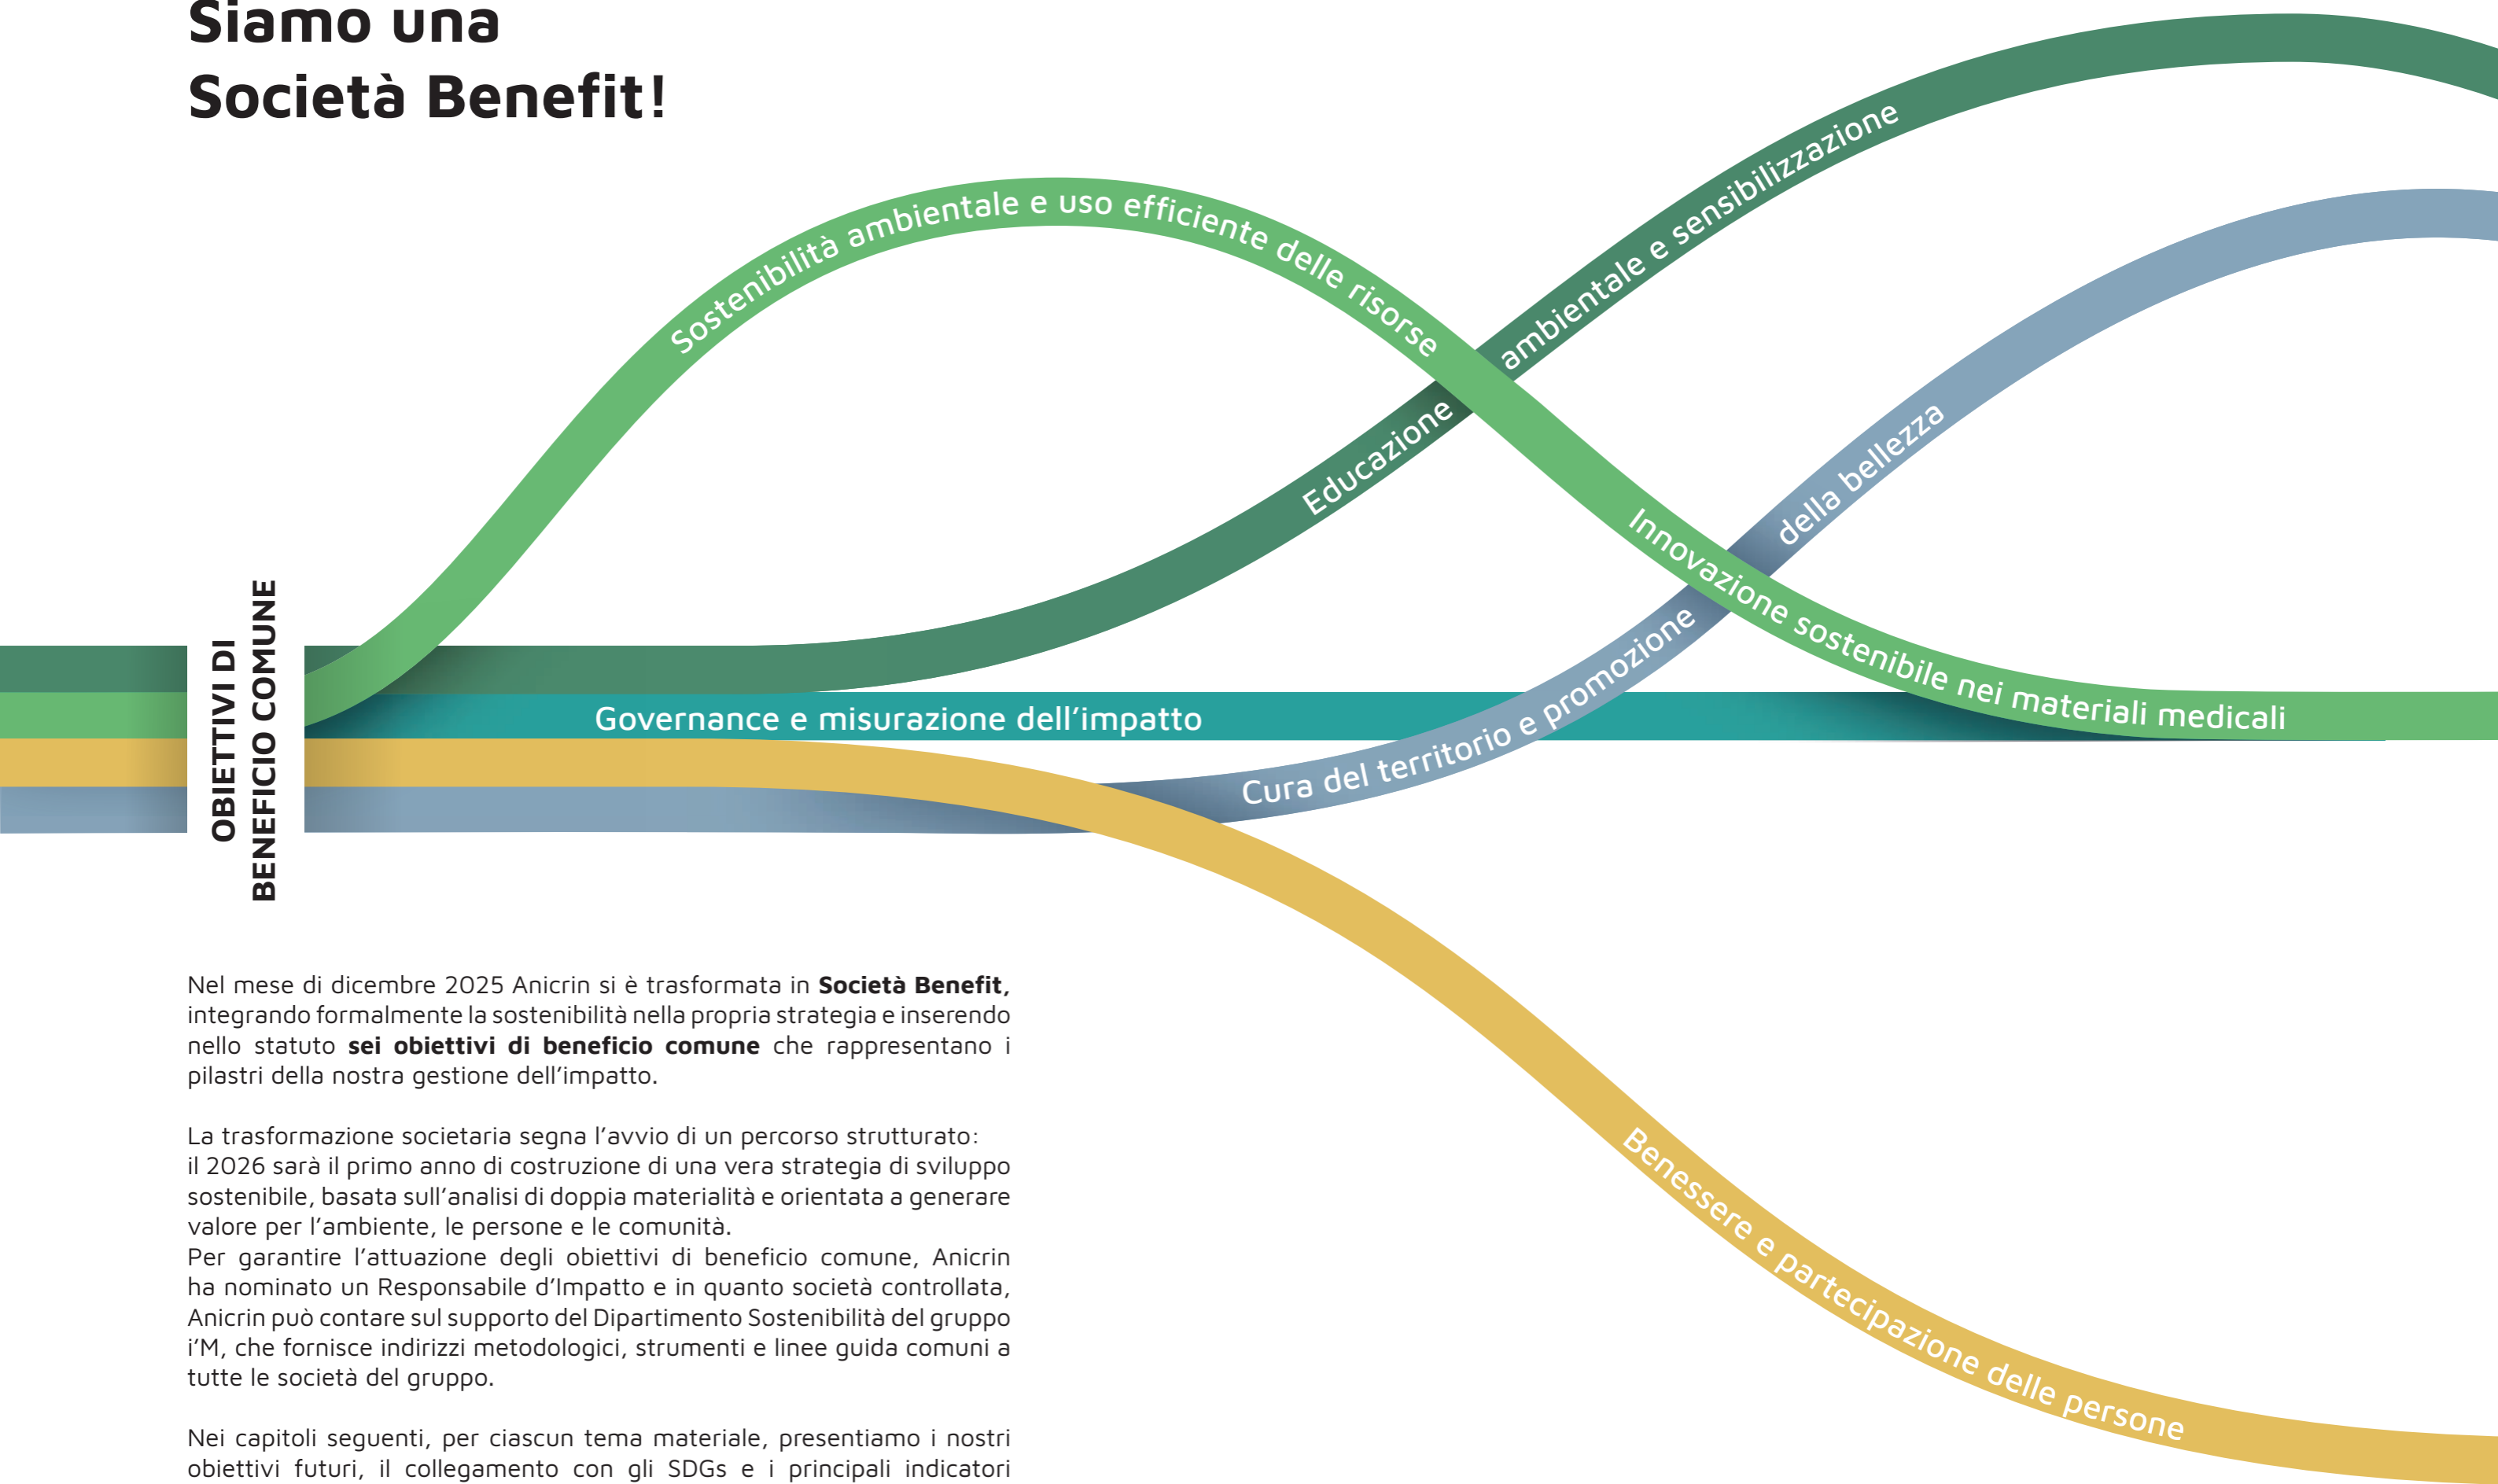 Siamo una
Società Benefit!
Sostenibilità ambientale e uso efficiente delle risorse
Educazione ambientale e sensibilizzazione
Innovazione sostenibile nei materiali medicali
Cura del territorio e promozione della bellezza
Governance e misurazione dell’impatto
Benessere e partecipazione delle persone
OBIETTIVI DI
BENEFICIO COMUNE
Nel mese di dicembre 2025 Anicrin si è trasformata in Società Benefit,
integrando formalmente la sostenibilità nella propria strategia e inserendo
nello statuto sei obiettivi di beneficio comune che rappresentano i
pilastri della nostra gestione dell’impatto.
La trasformazione societaria segna l’avvio di un percorso strutturato:
il 2026 sarà il primo anno di costruzione di una vera strategia di sviluppo
sostenibile, basata sull’analisi di doppia materialità e orientata a generare
valore per l’ambiente, le persone e le comunità.
Per garantire l’attuazione degli obiettivi di beneficio comune, Anicrin
ha nominato un Responsabile d’Impatto e in quanto società controllata,
Anicrin può contare sul supporto del Dipartimento Sostenibilità del gruppo
i’M, che fornisce indirizzi metodologici, strumenti e linee guida comuni a
tutte le società del gruppo.
Nei capitoli seguenti, per ciascun tema materiale, presentiamo i nostri
obiettivi futuri, il collegamento con gli SDGs e i principali indicatori